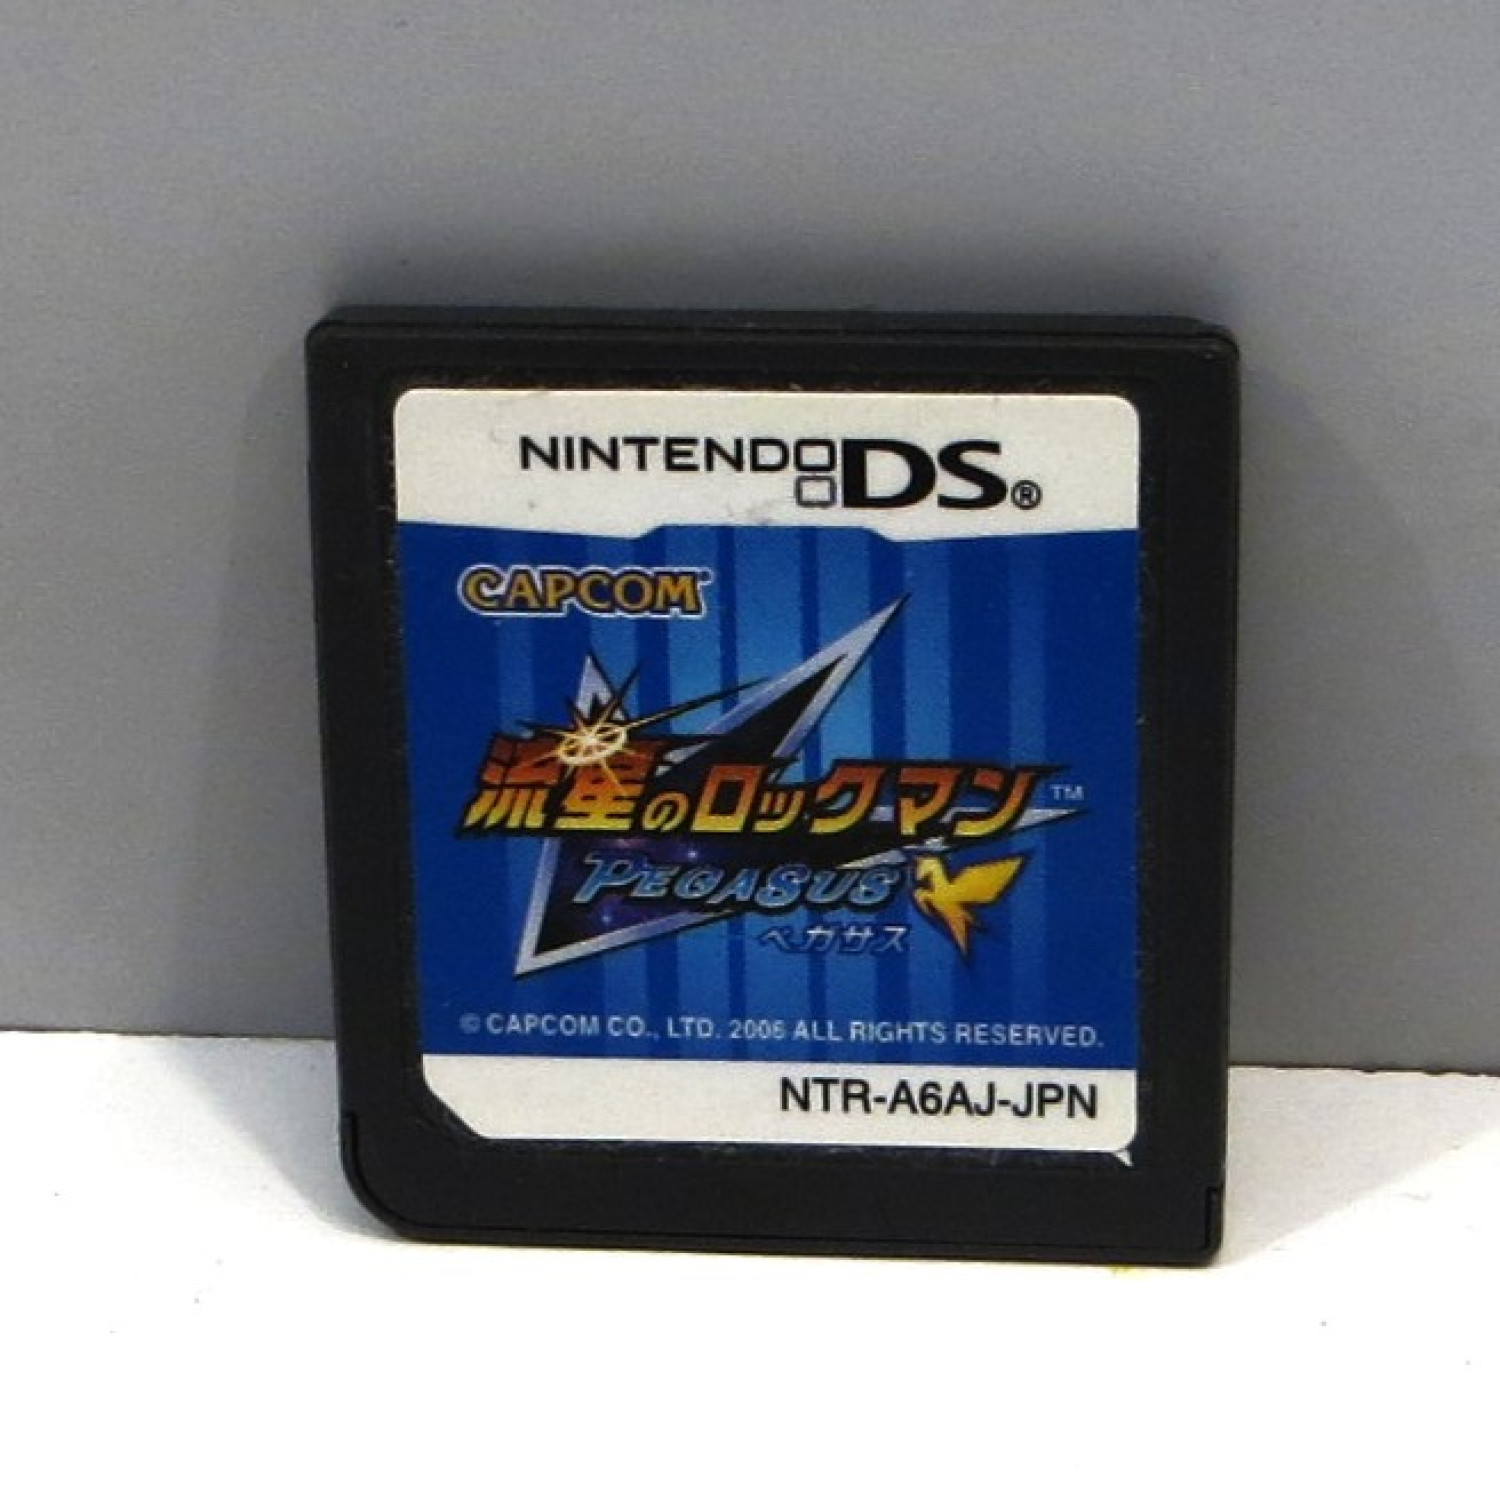 NINTENDO DS®
CAPCOM
流星のロックマン™
PEGASUS
ペガサス
© CAPCOM CO., LTD. 2006 ALL RIGHTS RESERVED.
NTR-A6AJ-JPN